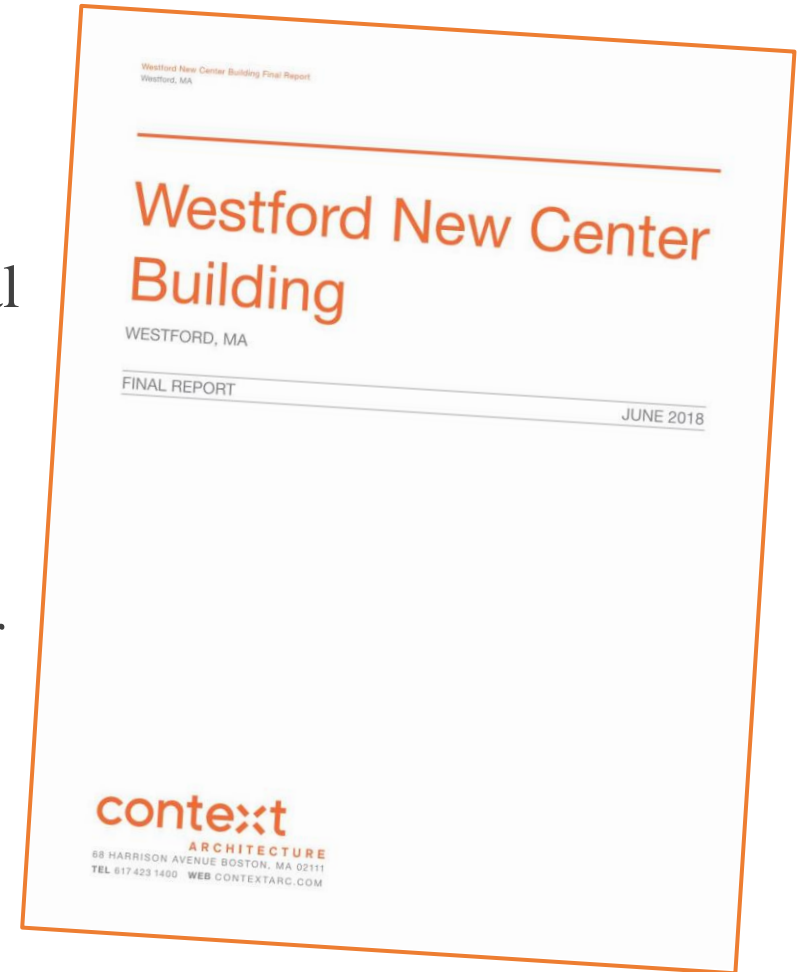 Westford New Center Building Final Report
Westford, MA
Westford New Center
Building
WESTFORD, MA
FINAL REPORT JUNE 2018
context
ARCHITECTURE
68 HARRISON AVENUE BOSTON, MA 02111
TEL 617 423 1400 WEB CONTEXTARC.COM